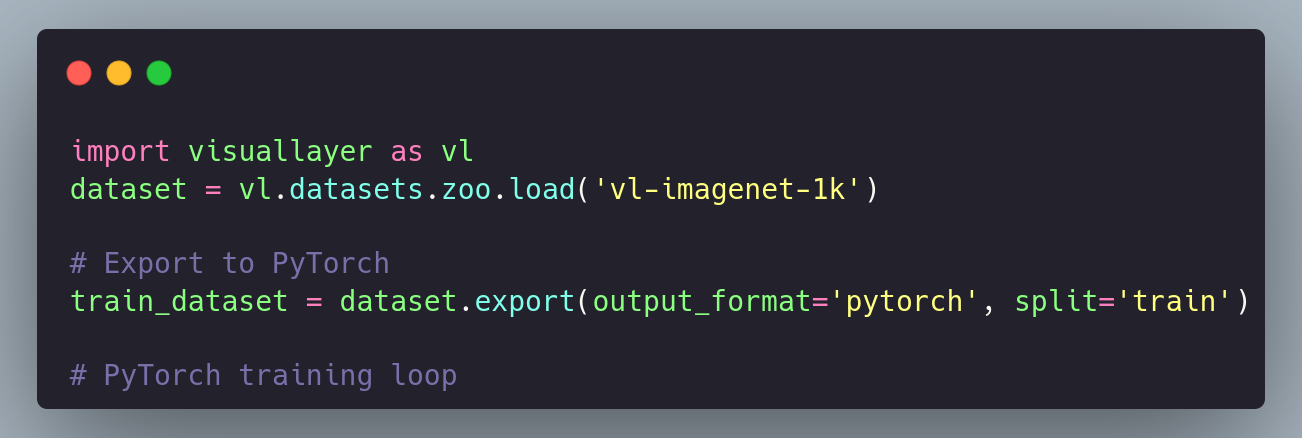 import visuallayer as vl
dataset = vl.datasets.zoo.load('vl-imagenet-1k')
# Export to PyTorch
train_dataset = dataset.export(output_format='pytorch', split='train')
# PyTorch training loop